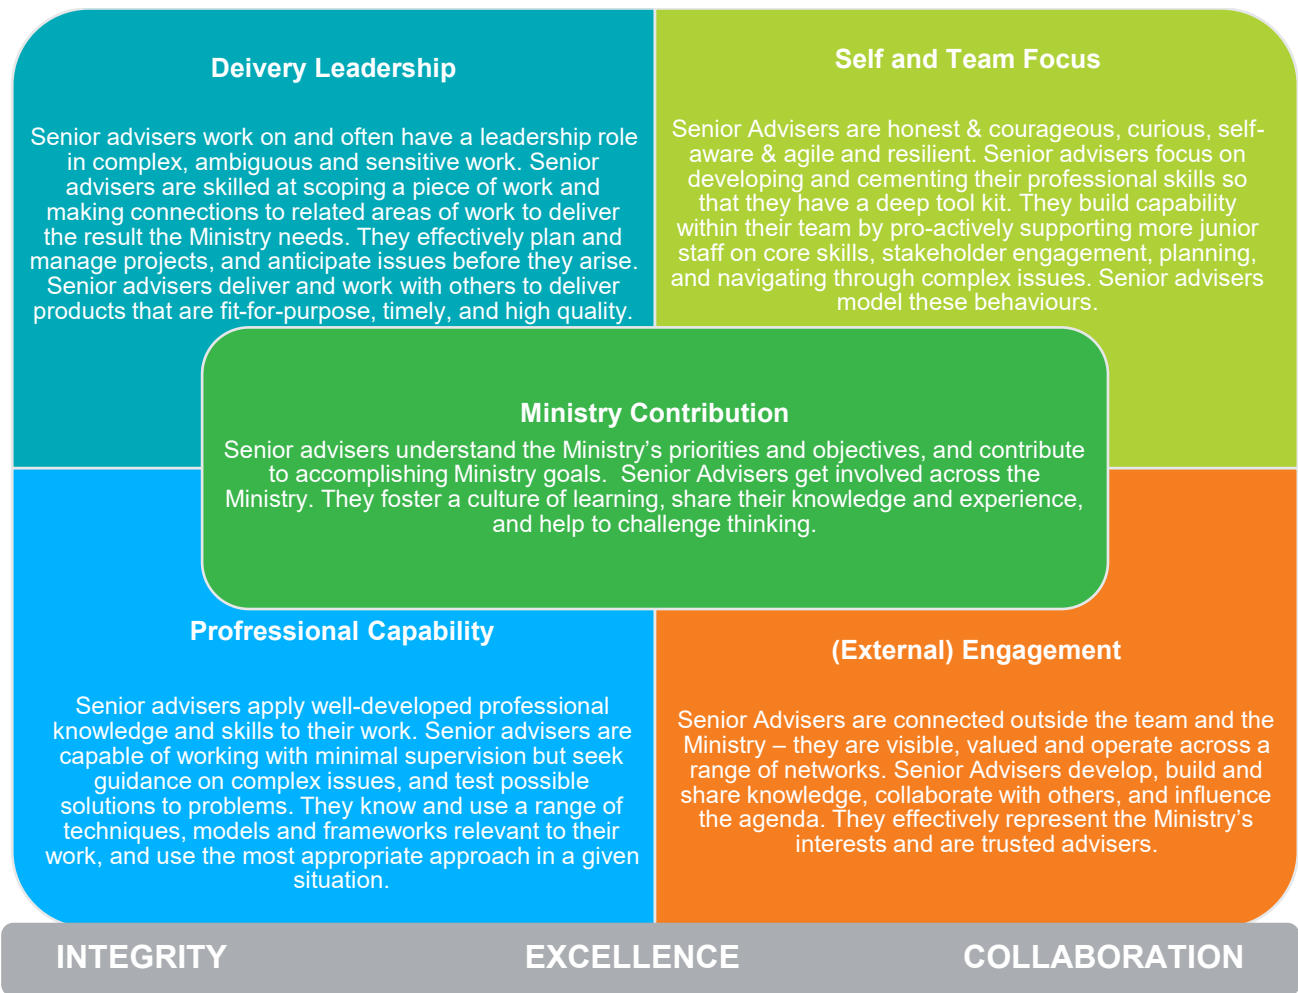 Deivery Leadership
Senior advisers work on and often have a leadership role
in complex, ambiguous and sensitive work. Senior
advisers are skilled at scoping a piece of work and
making connections to related areas of work to deliver
the result the Ministry needs. They effectively plan and
manage projects, and anticipate issues before they arise.
Senior advisers deliver and work with others to deliver
products that are fit-for-purpose, timely, and high quality.
Self and Team Focus
Senior Advisers are honest & courageous, curious, self-
aware & agile and resilient. Senior advisers focus on
developing and cementing their professional skills so
that they have a deep tool kit. They build capability
within their team by pro-actively supporting more junior
staff on core skills, stakeholder engagement, planning,
and navigating through complex issues. Senior advisers
model these behaviours.
Ministry Contribution
Senior advisers understand the Ministry’s priorities and objectives, and contribute
to accomplishing Ministry goals.  Senior Advisers get involved across the
Ministry. They foster a culture of learning, share their knowledge and experience,
and help to challenge thinking.
Profressional Capability
Senior advisers apply well-developed professional
knowledge and skills to their work. Senior advisers are
capable of working with minimal supervision but seek
guidance on complex issues, and test possible
solutions to problems. They know and use a range of
techniques, models and frameworks relevant to their
work, and use the most appropriate approach in a given
situation.
(External) Engagement
Senior Advisers are connected outside the team and the
Ministry – they are visible, valued and operate across a
range of networks. Senior Advisers develop, build and
share knowledge, collaborate with others, and influence
the agenda. They effectively represent the Ministry’s
interests and are trusted advisers.
INTEGRITY EXCELLENCE COLLABORATION